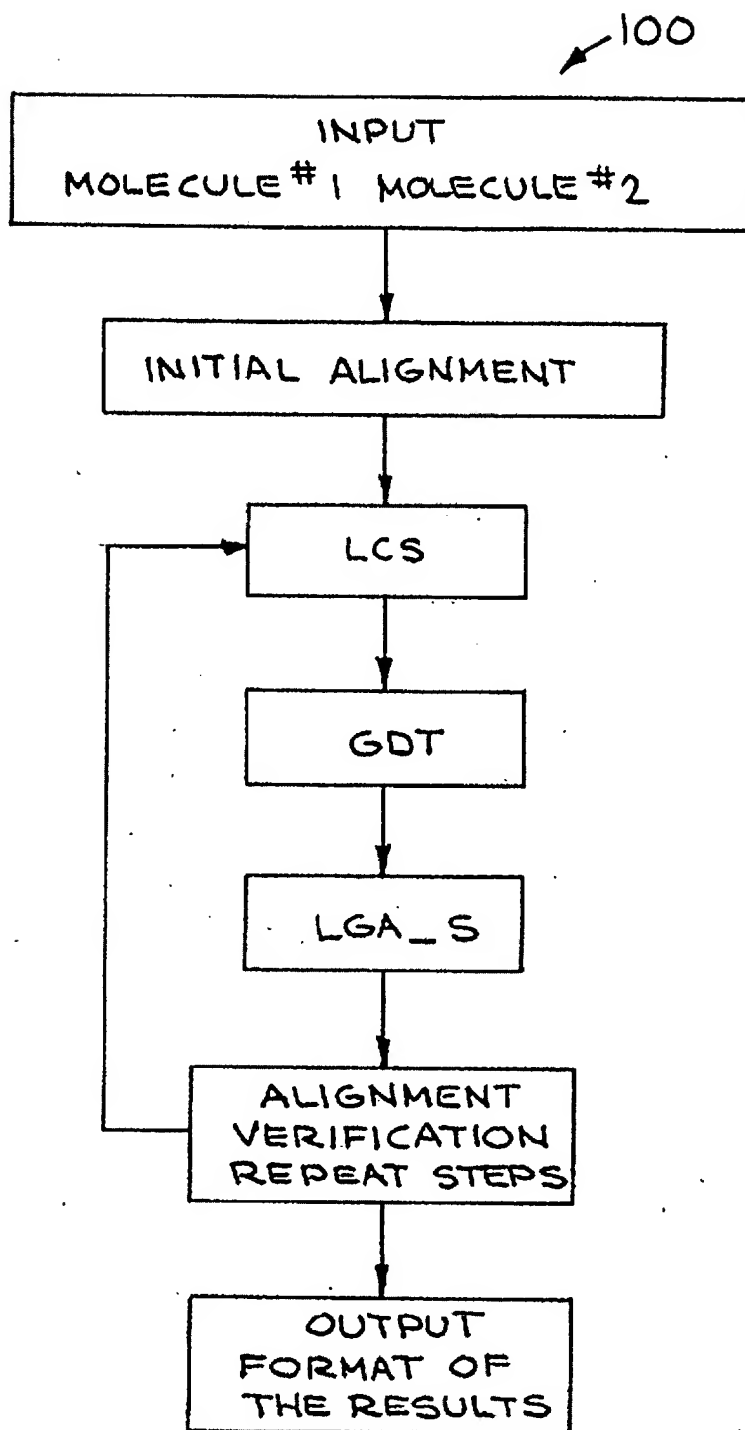 100
INPUT
MOLECULE #1 MOLECULE #2
INITIAL ALIGNMENT
LCS
GDT
LGA_S
ALIGNMENT
VERIFICATION
REPEAT STEPS
OUTPUT
FORMAT OF
THE RESULTS